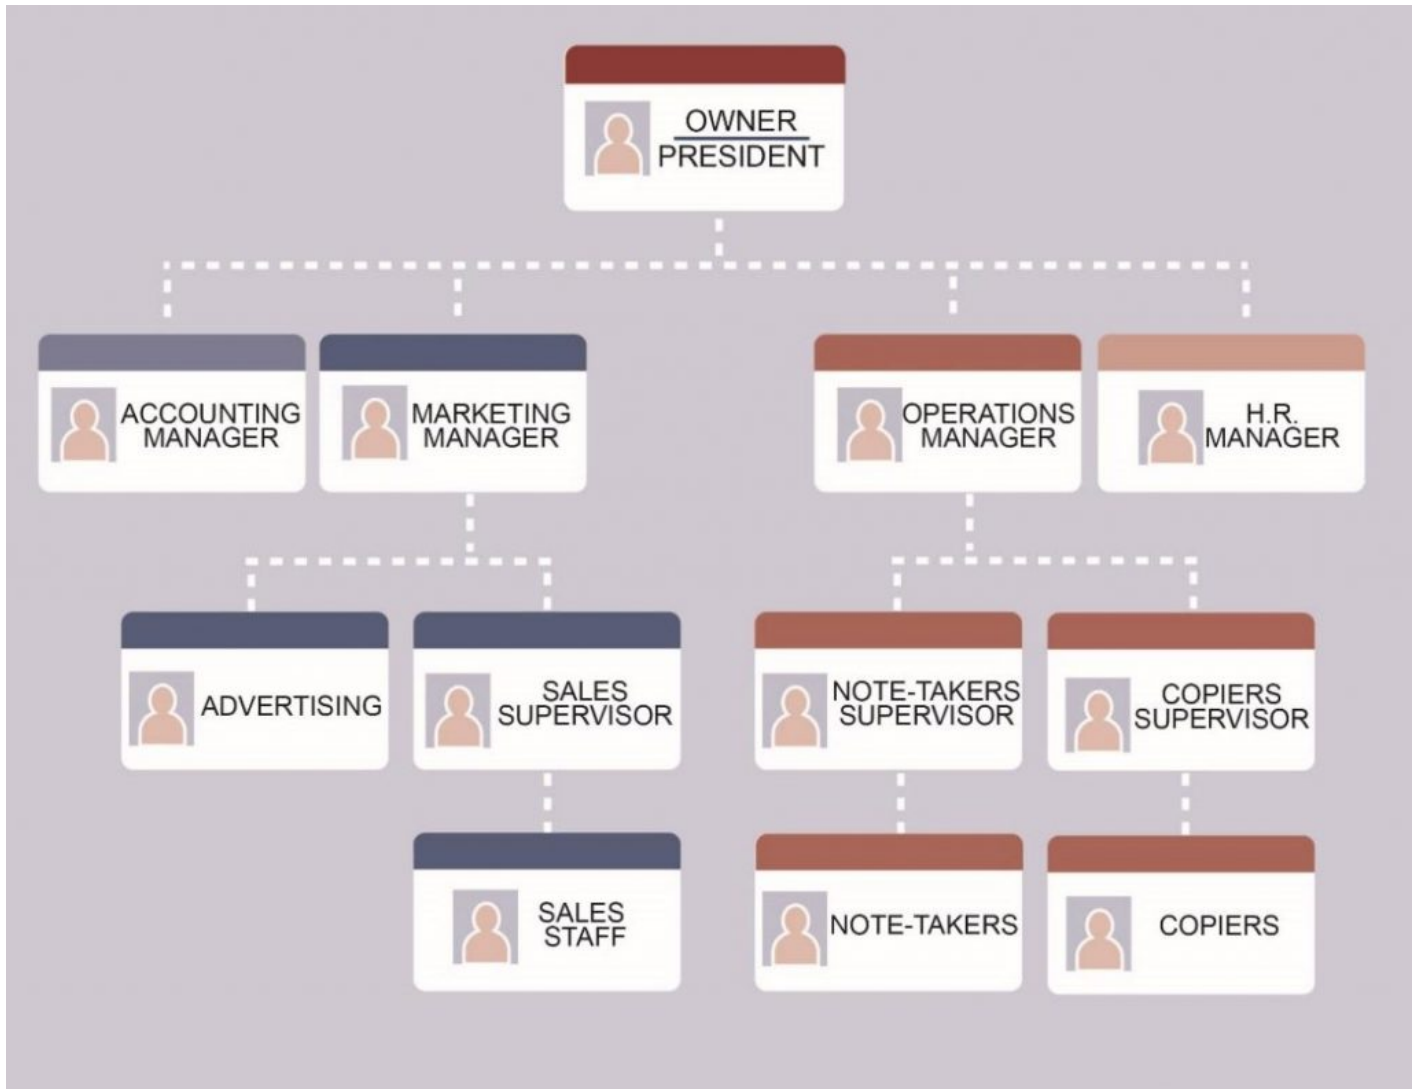 OWNER
PRESIDENT
ACCOUNTING
MANAGER
MARKETING
MANAGER
OPERATIONS
MANAGER
H.R.
MANAGER
ADVERTISING
SALES
SUPERVISOR
NOTE-TAKERS
SUPERVISOR
COPIERS
SUPERVISOR
SALES
STAFF
NOTE-TAKERS
COPIERS